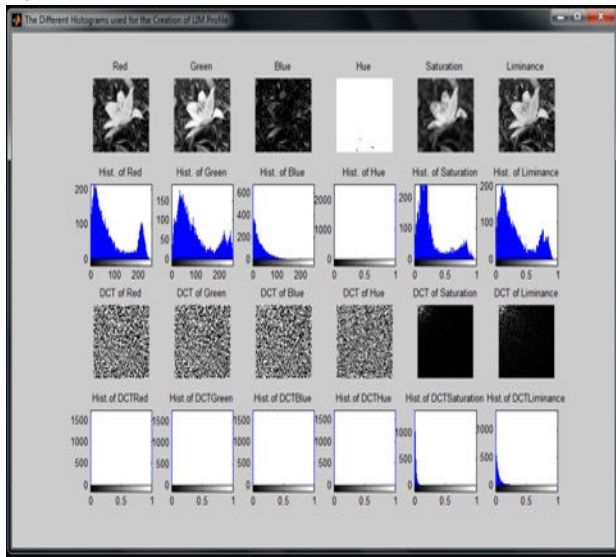 The Different Histograms used for the Creation of I2M Profile
Red Green Blue Hue Saturation Liminance
Hist. of Red Hist. of Green Hist. of Blue Hist. of Hue Hist. of Saturation Hist. of Liminance
200 100 0 150 100 50 0 600 400 200 0 2000 1000 0 200 100 0 200 100 0
0 100 200 0 100 200 0 100 200 0 0.5 1 0 0.5 1 0 0.5 1
DCT of Red DCT of Green DCT of Blue DCT of Hue DCT of Saturation DCT of Liminance
Hist.of DCTRed Hist.of DCTGreen Hist.of DCTBlue Hist.of DCTHue Hist.of DCTSaturation Hist.of DCTLiminance
1500 1000 500 0 1500 1000 500 0 1500 1000 500 0 1500 1000 500 0 1000 500 0 1000 500 0
0 0.5 1 0 0.5 1 0 0.5 1 0 0.5 1 0 0.5 1 0 0.5 1